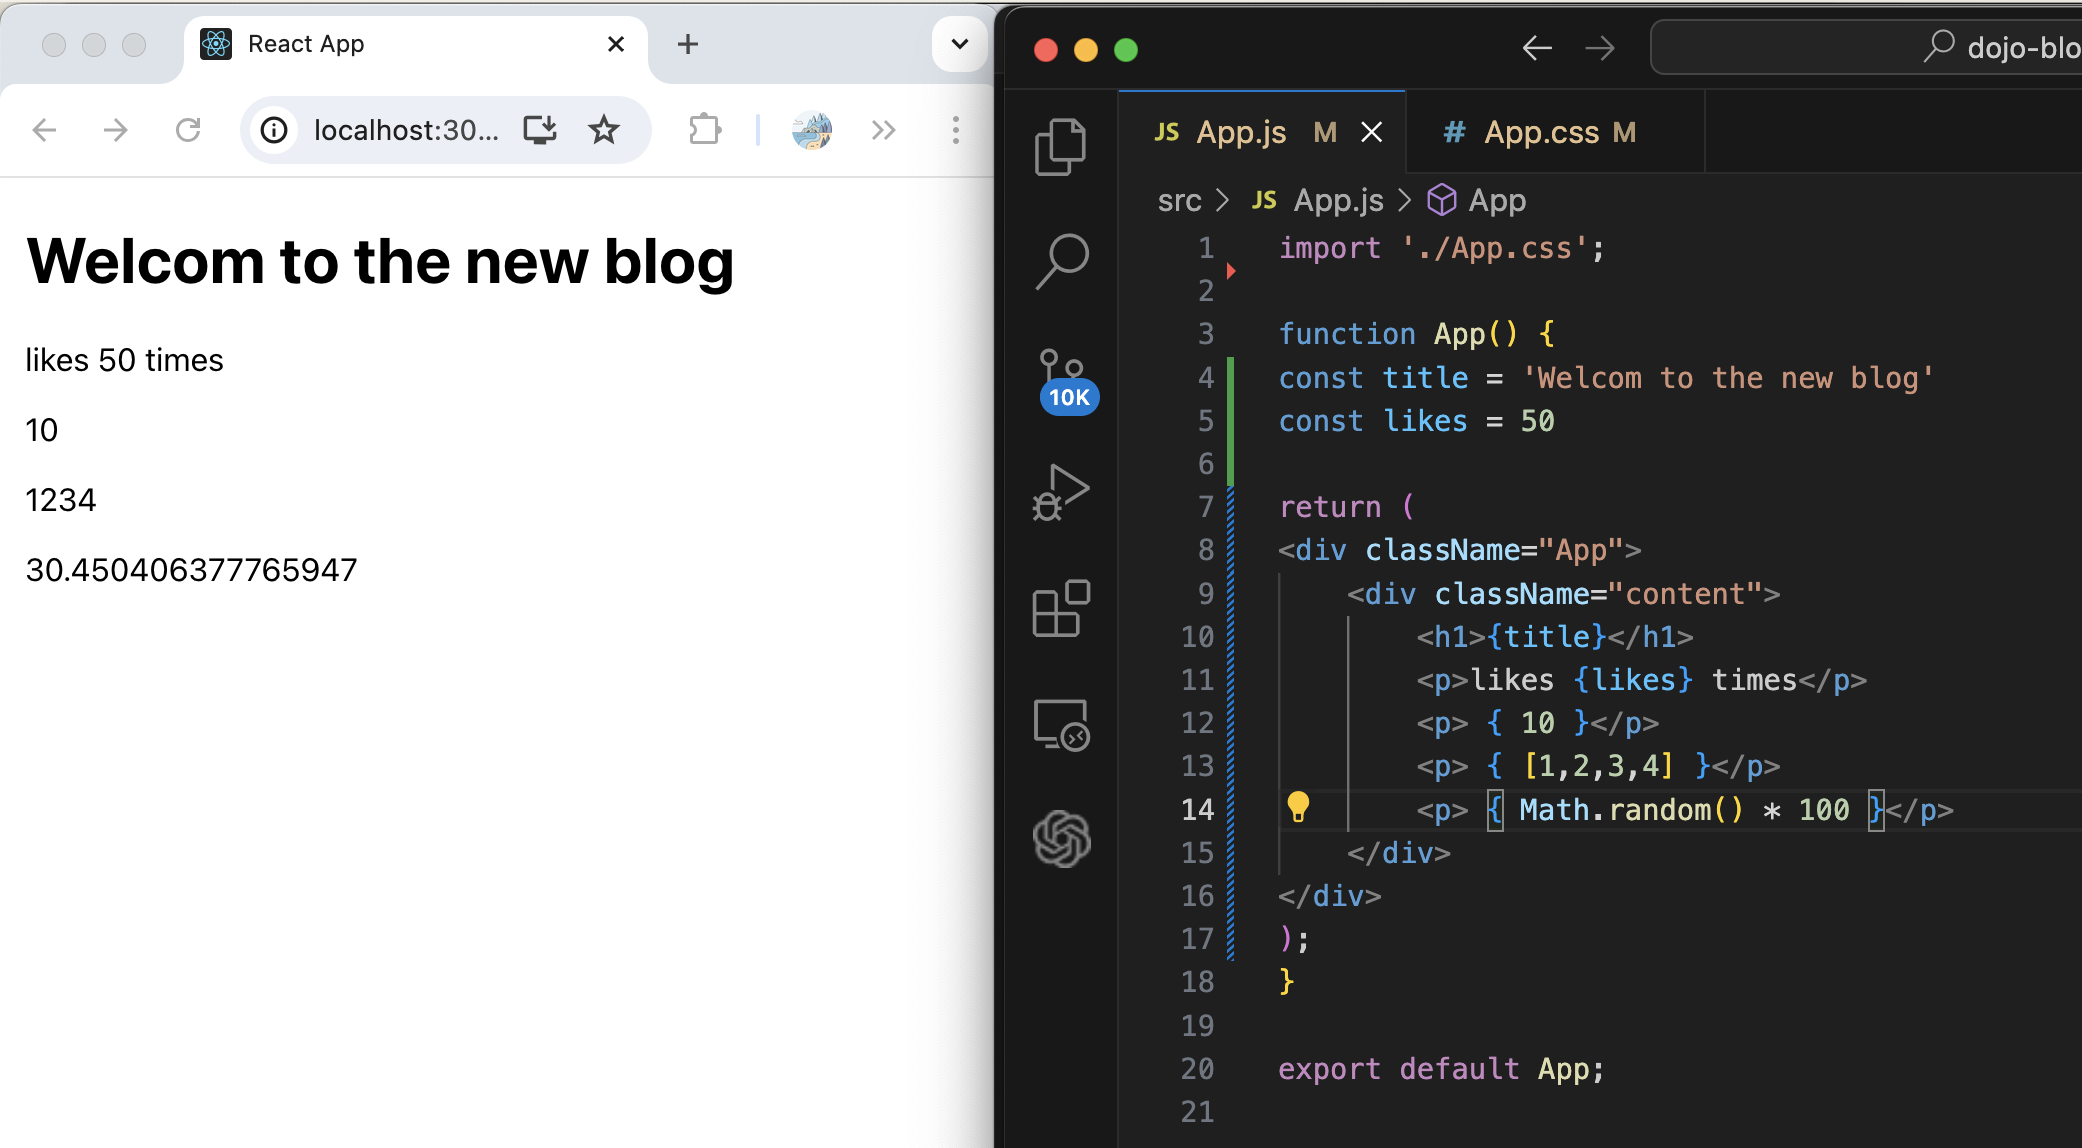 React App
localhost:30...
Welcom to the new blog
likes 50 times
10
1234
30.450406377765947
dojo-blo
JS App.js M
# App.css M
src > JS App.js > App
10K
1 import './App.css';
2
3 function App() {
4 const title = 'Welcom to the new blog'
5 const likes = 50
6
7 return (
8 <div className="App">
9 <div className="content">
10 <h1>{title}</h1>
11 <p>likes {likes} times</p>
12 <p> { 10 }</p>
13 <p> { [1,2,3,4] }</p>
14 <p> { Math.random() * 100 }</p>
15 </div>
16 </div>
17 );
18 }
19
20 export default App;
21